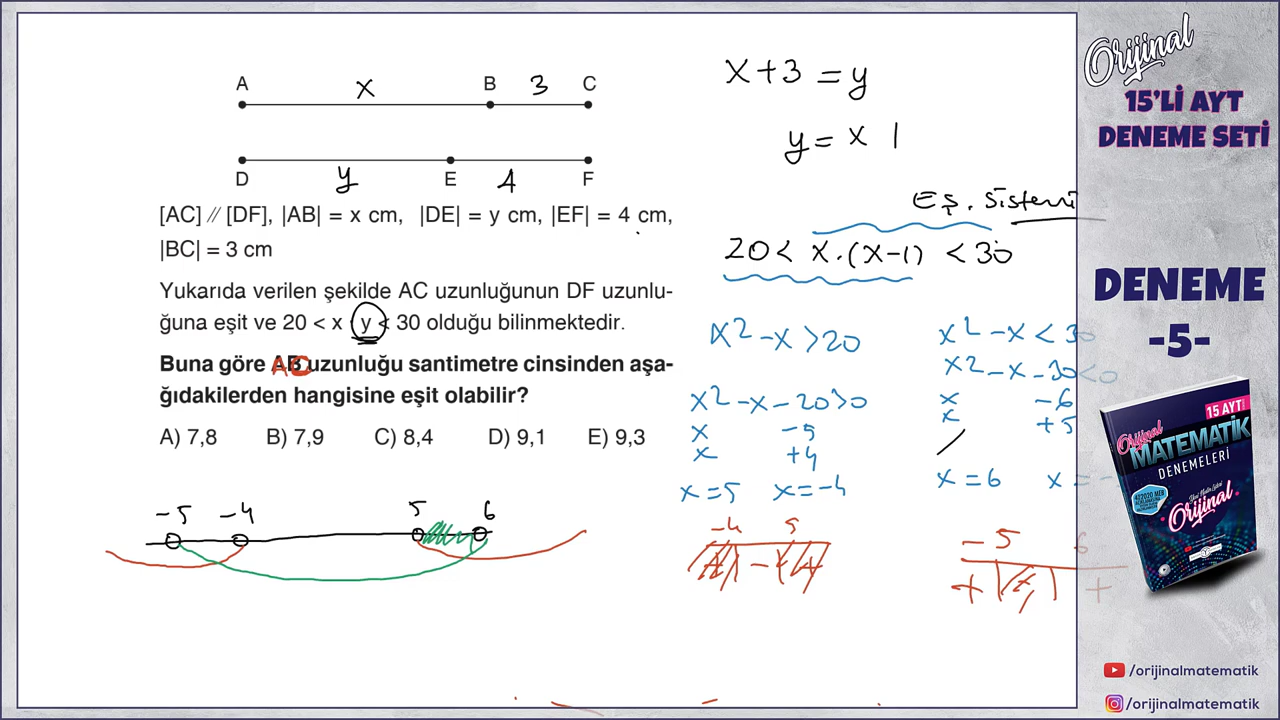 A x B 3 C
D y E 4 F
[AC] // [DF], |AB| = x cm, |DE| = y cm, |EF| = 4 cm,
|BC| = 3 cm
Yukarıda verilen şekilde AC uzunluğunun DF uzunlu-
ğuna eşit ve 20 < x y < 30 olduğu bilinmektedir.
Buna göre AC uzunluğu santimetre cinsinden aşa-
ğıdakilerden hangisine eşit olabilir?
A) 7,8 B) 7,9 C) 8,4 D) 9,1 E) 9,3
-5 -4 5 6
x+3 = y
y = x 1
Eş. Sistemi
20 < x.(x-1) < 30
x²-x>20
x²-x-20>0
x -5
x +4
x=5 x=-4
-4 5
+ - +
x²-x<30
x²-x-30<0
x -6
x +5
x=6 x=-
-5 6
+ - +
Orijinal
15'Lİ AYT
DENEME SETİ
DENEME
-5-
15 AYT
Orijinal
MATEMATİK
DENEMELERİ
Orijinal
/orijinalmatematik
/orijinalmatematik